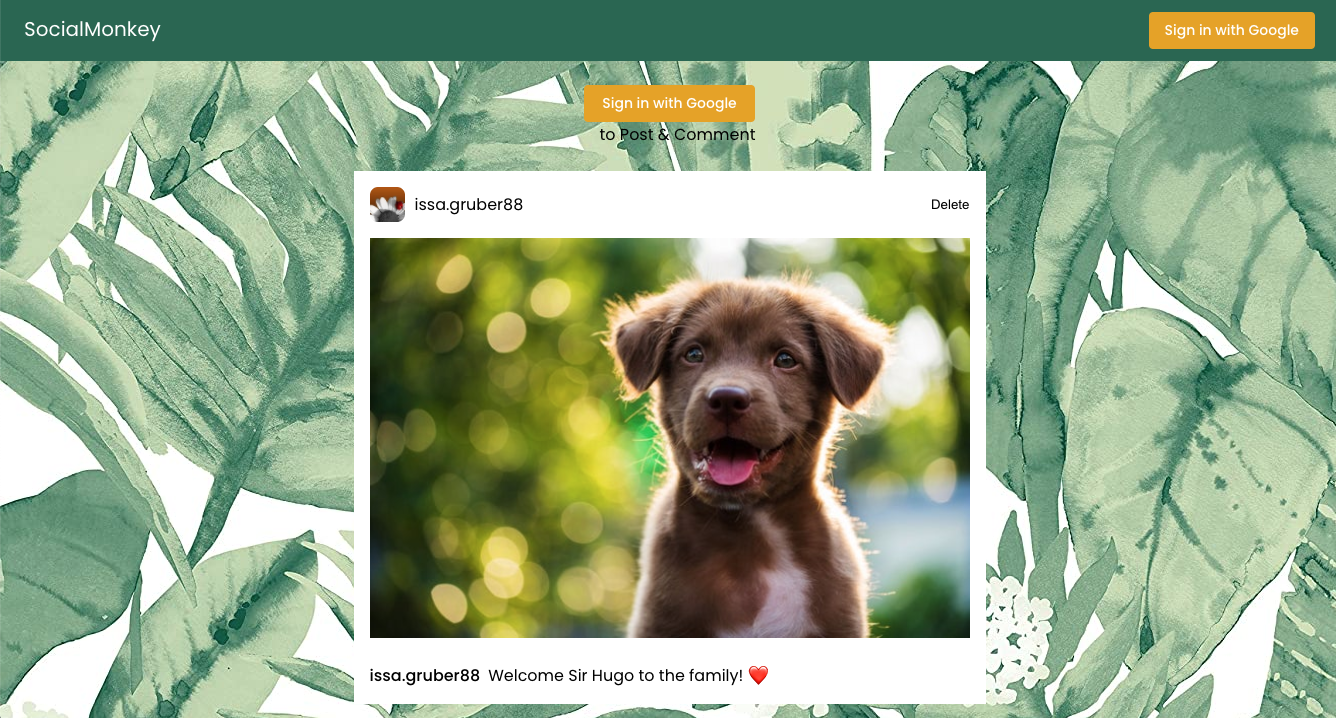 SocialMonkey
Sign in with Google
Sign in with Google
to Post & Comment
issa.gruber88
Delete
issa.gruber88 Welcome Sir Hugo to the family! ❤️